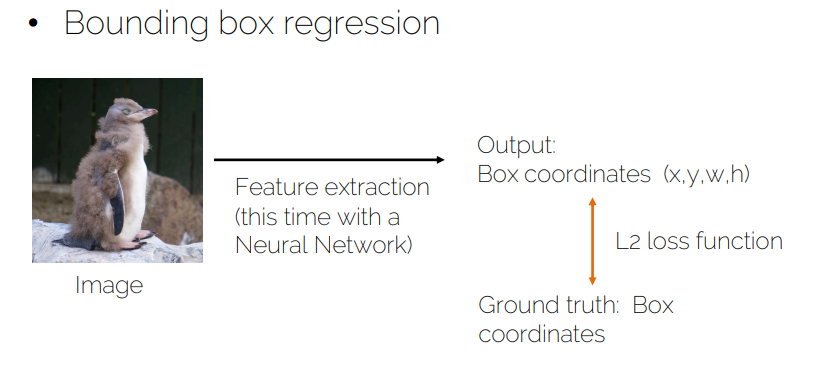 • Bounding box regression
Output:
Box coordinates (x,y,w,h)
Feature extraction
(this time with a
Neural Network)
L2 loss function
Image
Ground truth: Box
coordinates